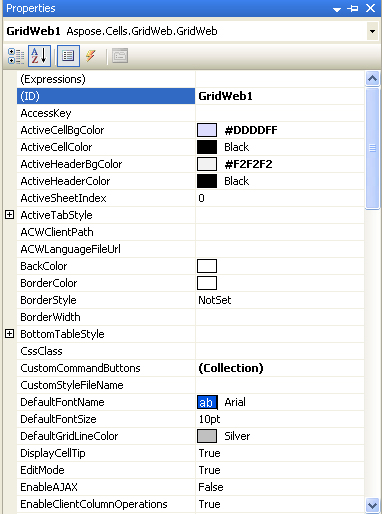 Properties
GridWeb1 Aspose.Cells.GridWeb.GridWeb
A
Z
(Expressions)
(ID) GridWeb1
AccessKey
ActiveCellBgColor #DDDDFF
ActiveCellColor Black
ActiveHeaderBgColor #F2F2F2
ActiveHeaderColor Black
ActiveSheetIndex 0
ActiveTabStyle
ACWClientPath
ACWLanguageFileUrl
BackColor
BorderColor
BorderStyle NotSet
BorderWidth
BottomTableStyle
CssClass
CustomCommandButtons (Collection)
CustomStyleFileName
DefaultFontName ab Arial
DefaultFontSize 10pt
DefaultGridLineColor Silver
DisplayCellTip True
EditMode True
EnableAJAX False
EnableClientColumnOperations True